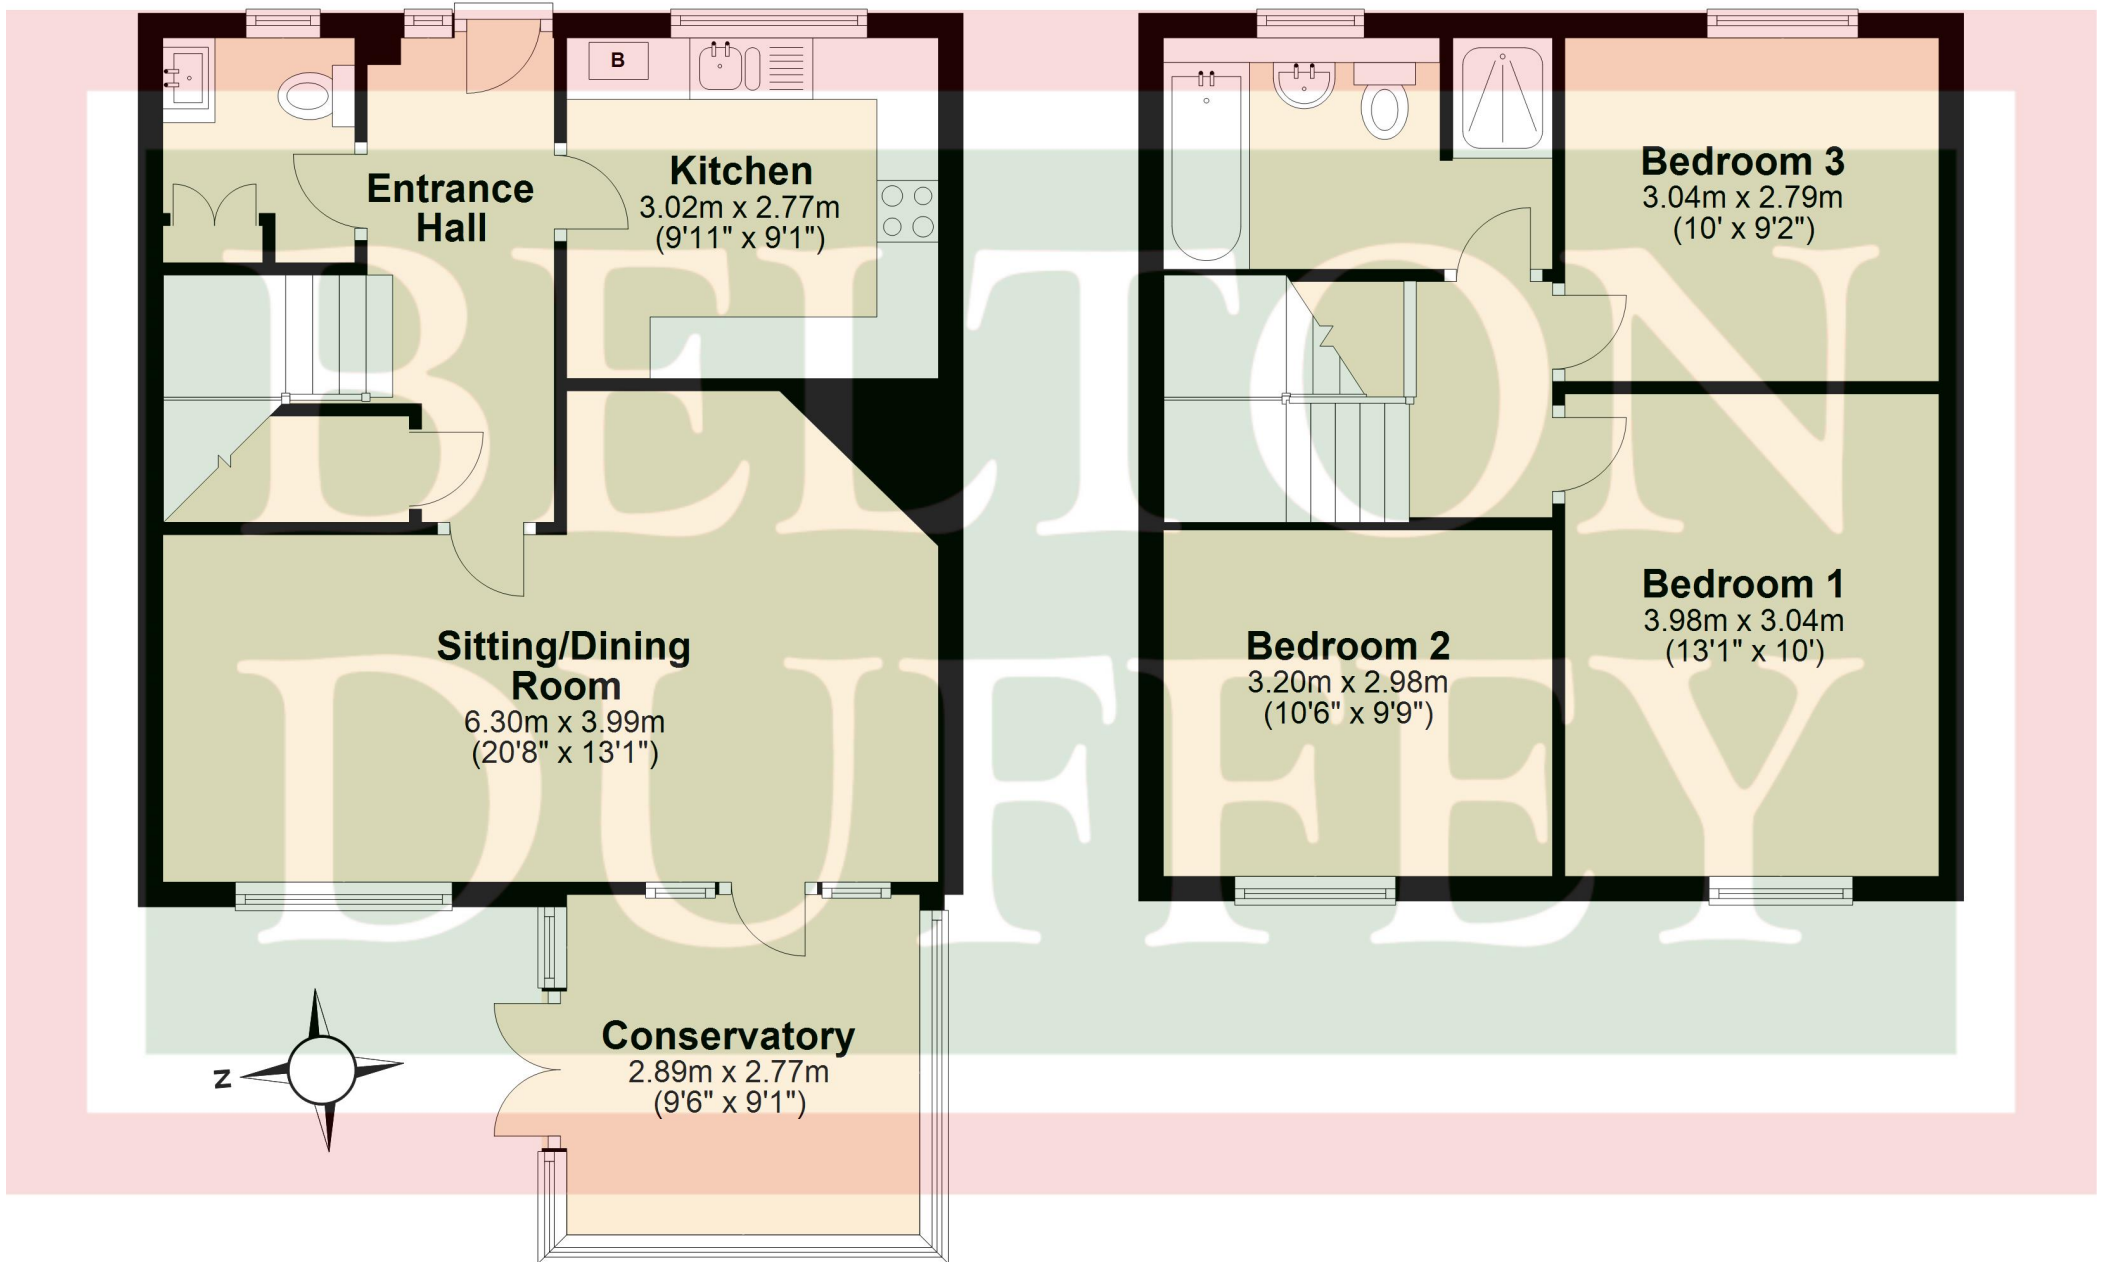 B
Entrance
Hall
Kitchen
3.02m x 2.77m
(9'11" x 9'1")
Sitting/Dining
Room
6.30m x 3.99m
(20'8" x 13'1")
Conservatory
2.89m x 2.77m
(9'6" x 9'1")
N
Bedroom 3
3.04m x 2.79m
(10' x 9'2")
Bedroom 1
3.98m x 3.04m
(13'1" x 10')
Bedroom 2
3.20m x 2.98m
(10'6" x 9'9")
BELTON
DUFFEY